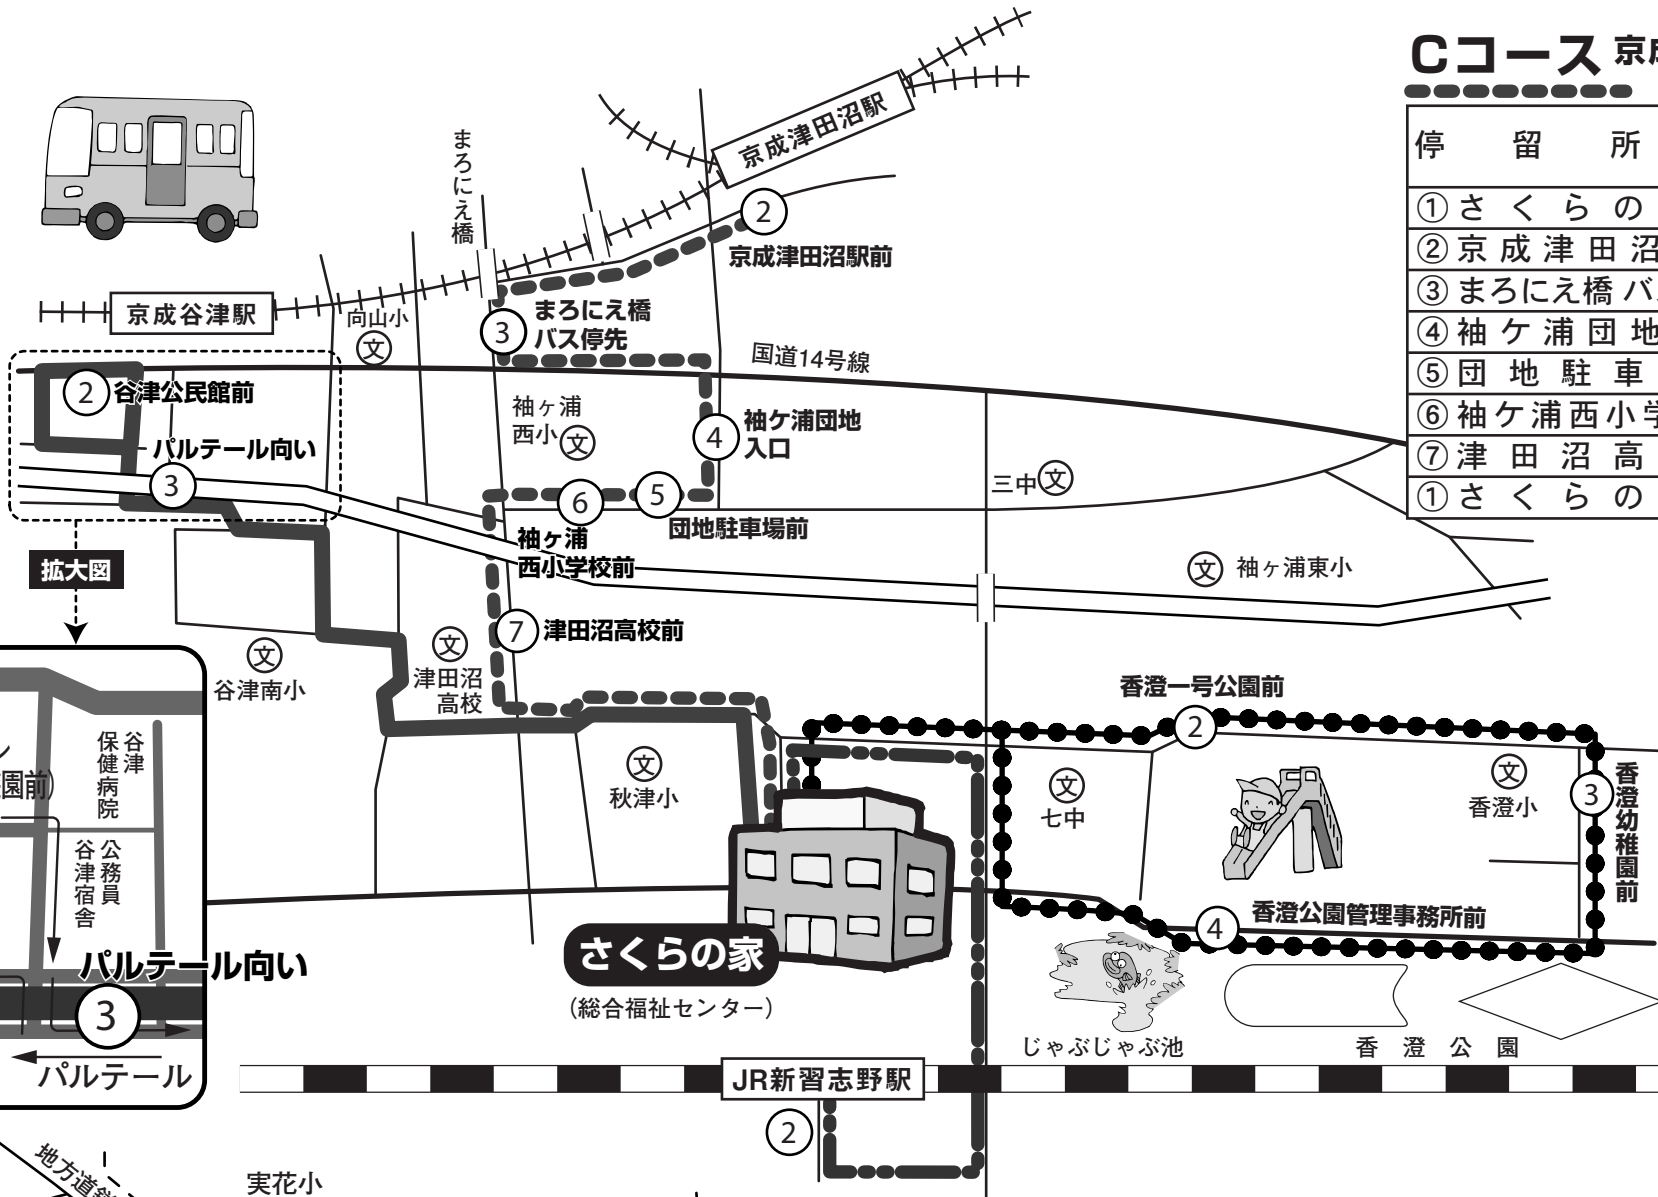 Cコース 京成
停留所
①さくらの
②京成津田沼
③まろにえ橋バス
④袖ケ浦団地
⑤団地駐車
⑥袖ケ浦西小学
⑦津田沼高
①さくらの
京成津田沼駅
まろにえ橋
②
京成津田沼駅前
京成谷津駅
向山小
文
③
まろにえ橋
バス停先
国道14号線
②
谷津公民館前
パルテール向い
③
袖ヶ浦
西小
文
④
袖ケ浦団地
入口
三中
文
⑥
⑤
団地駐車場前
袖ヶ浦
西小学校前
文
袖ヶ浦東小
拡大図
⑦
津田沼高校前
文
谷津南小
文
津田沼
高校
香澄一号公園前
②
谷津
保健病院
園前)
公務員
谷津宿舎
パルテール向い
③
パルテール
文
秋津小
文
七中
文
香澄小
③
香澄幼稚園前
香澄公園管理事務所前
④
さくらの家
(総合福祉センター)
じゃぶじゃぶ池
香澄公園
JR新習志野駅
②
地方道
実花小